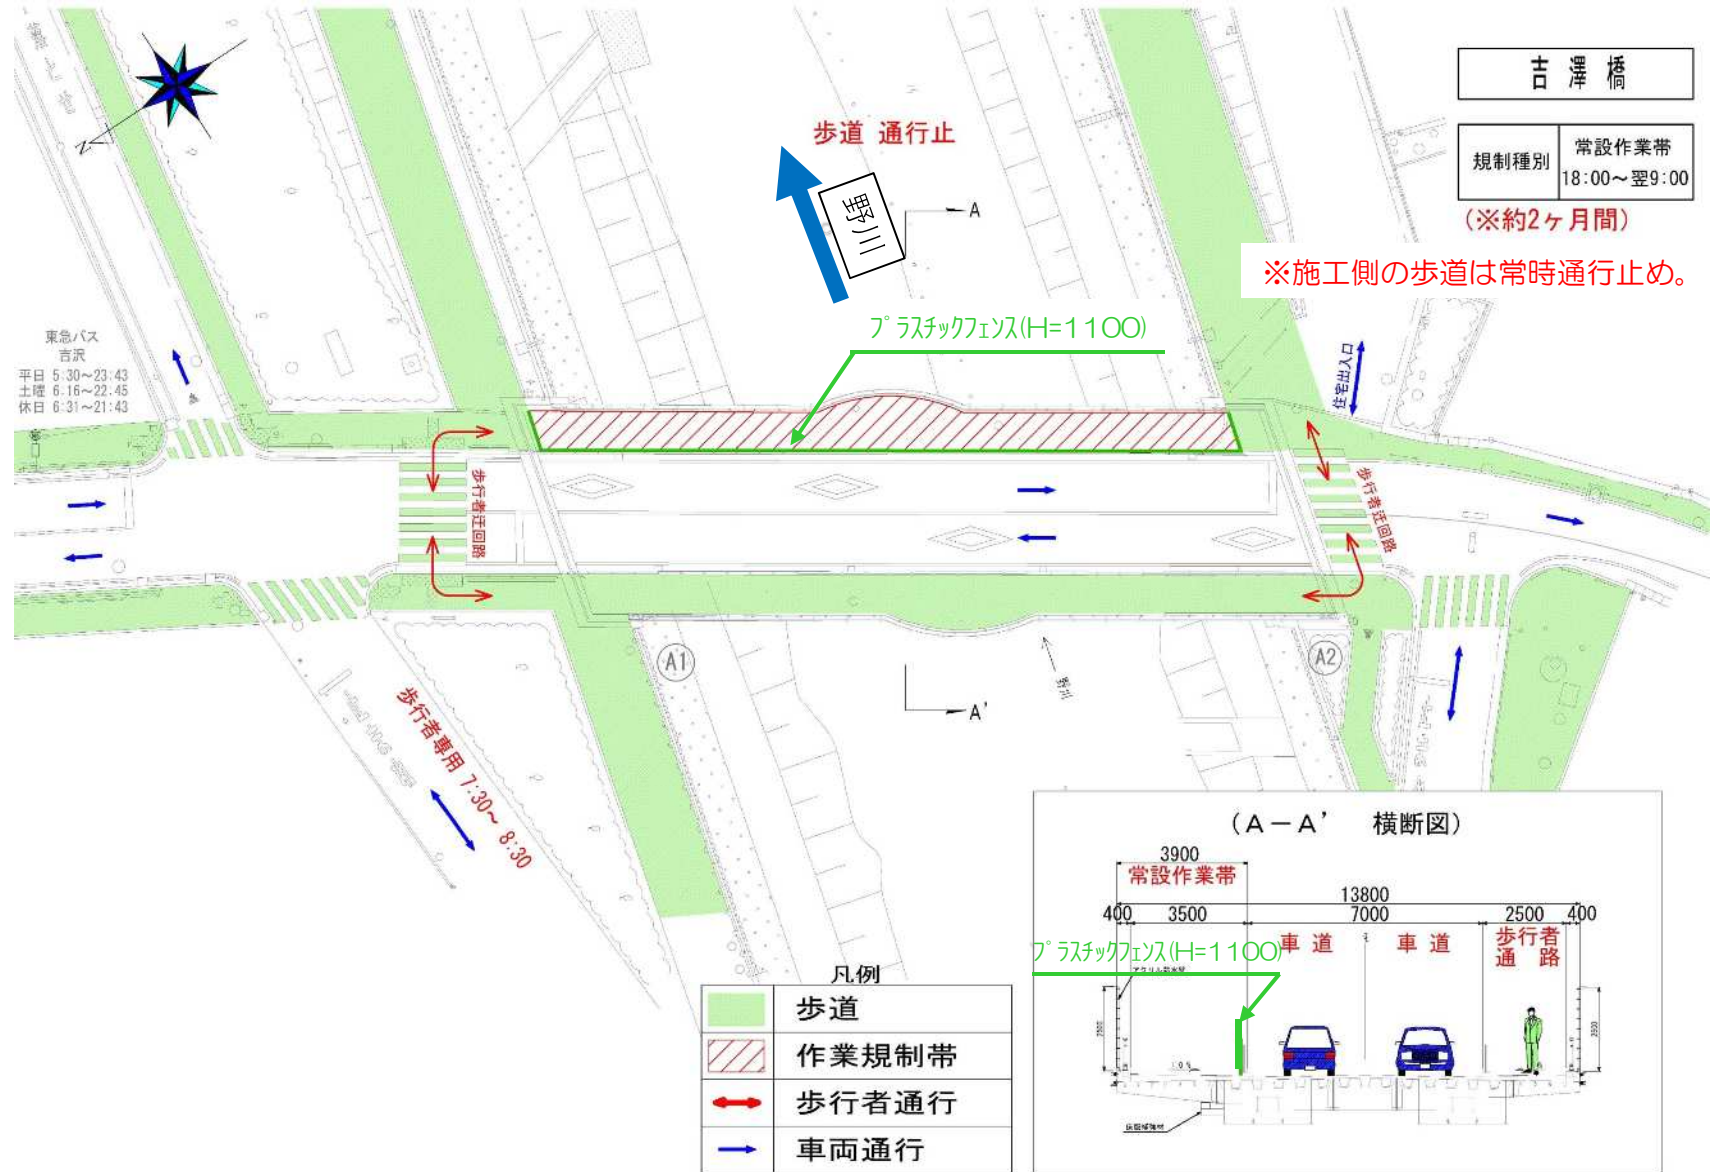 吉澤橋
規制種別
常設作業帯
18:00～翌9:00
(※約2ヶ月間)
※施工側の歩道は常時通行止め。
N
歩道 通行止
野川
A
プラスチックフェンス(H=1100)
東急バス
吉沢
平日 5:30～23:43
土曜 6:16～22:45
休日 6:31～21:43
住宅出入口
歩行者迂回路
歩行者迂回路
A1
A2
野川
A'
歩行者専用 7:30～ 8:30
(A－A' 横断図)
3900
常設作業帯
13800
400
3500
7000
2500
400
プラスチックフェンス(H=1100)
車道
車道
歩行者
通路
凡例
歩道
作業規制帯
歩行者通行
車両通行